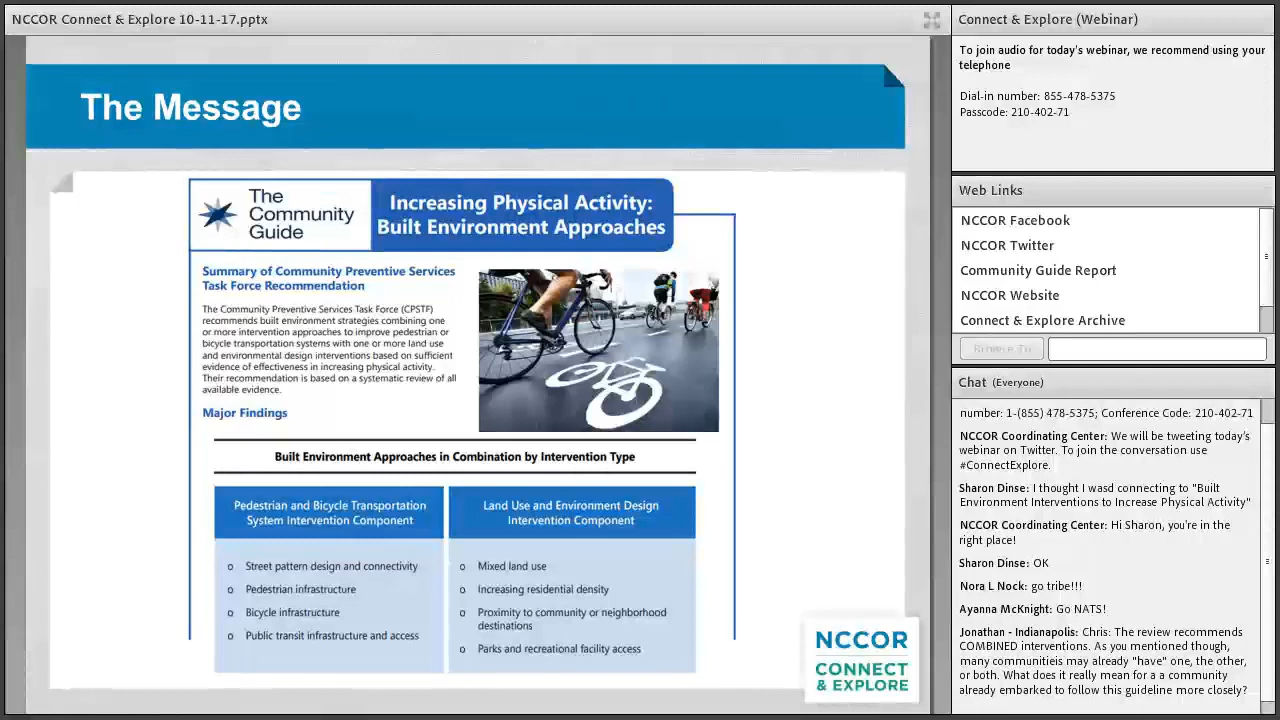 NCCOR Connect & Explore 10-11-17.pptx
The Message
The
Community
Guide
Increasing Physical Activity:
Built Environment Approaches
Summary of Community Preventive Services
Task Force Recommendation
The Community Preventive Services Task Force (CPSTF)
recommends built environment strategies combining one
or more intervention approaches to improve pedestrian or
bicycle transportation systems with one or more land use
and environmental design interventions based on sufficient
evidence of effectiveness in increasing physical activity.
Their recommendation is based on a systematic review of all
available evidence.
Major Findings
Built Environment Approaches in Combination by Intervention Type
Pedestrian and Bicycle Transportation
System Intervention Component
o Street pattern design and connectivity
o Pedestrian infrastructure
o Bicycle infrastructure
o Public transit infrastructure and access
Land Use and Environment Design
Intervention Component
o Mixed land use
o Increasing residential density
o Proximity to community or neighborhood
destinations
o Parks and recreational facility access
NCCOR
CONNECT
& EXPLORE
Connect & Explore (Webinar)
To join audio for today's webinar, we recommend using your
telephone
Dial-in number: 855-478-5375
Passcode: 210-402-71
Web Links
NCCOR Facebook
NCCOR Twitter
Community Guide Report
NCCOR Website
Connect & Explore Archive
Browse To
Chat (Everyone)
number: 1-(855) 478-5375; Conference Code: 210-402-71
NCCOR Coordinating Center: We will be tweeting today's
webinar on Twitter. To join the conversation use
#ConnectExplore.
Sharon Dinse: I thought I wasd connecting to "Built
Environment Interventions to Increase Physical Activity"
NCCOR Coordinating Center: Hi Sharon, you're in the
right place!
Sharon Dinse: OK
Nora L Nock: go tribe!!!
Ayanna McKnight: Go NATS!
Jonathan - Indianapolis: Chris: The review recommends
COMBINED interventions. As you mentioned though,
many communitieis may already "have" one, the other,
or both. What does it really mean for a a community
already embarked to follow this guideline more closely?